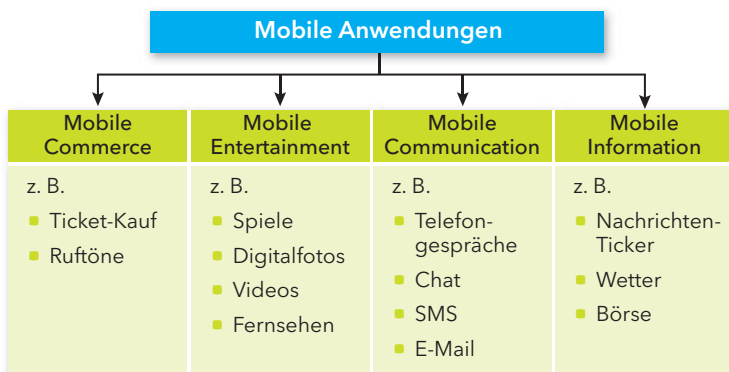 Mobile Anwendungen
Mobile
Commerce
z. B.
Ticket-Kauf
Ruftöne
Mobile
Entertainment
z. B.
Spiele
Digitalfotos
Videos
Fernsehen
Mobile
Communication
z. B.
Telefon-
gespräche
Chat
SMS
E-Mail
Mobile
Information
z. B.
Nachrichten-
Ticker
Wetter
Börse